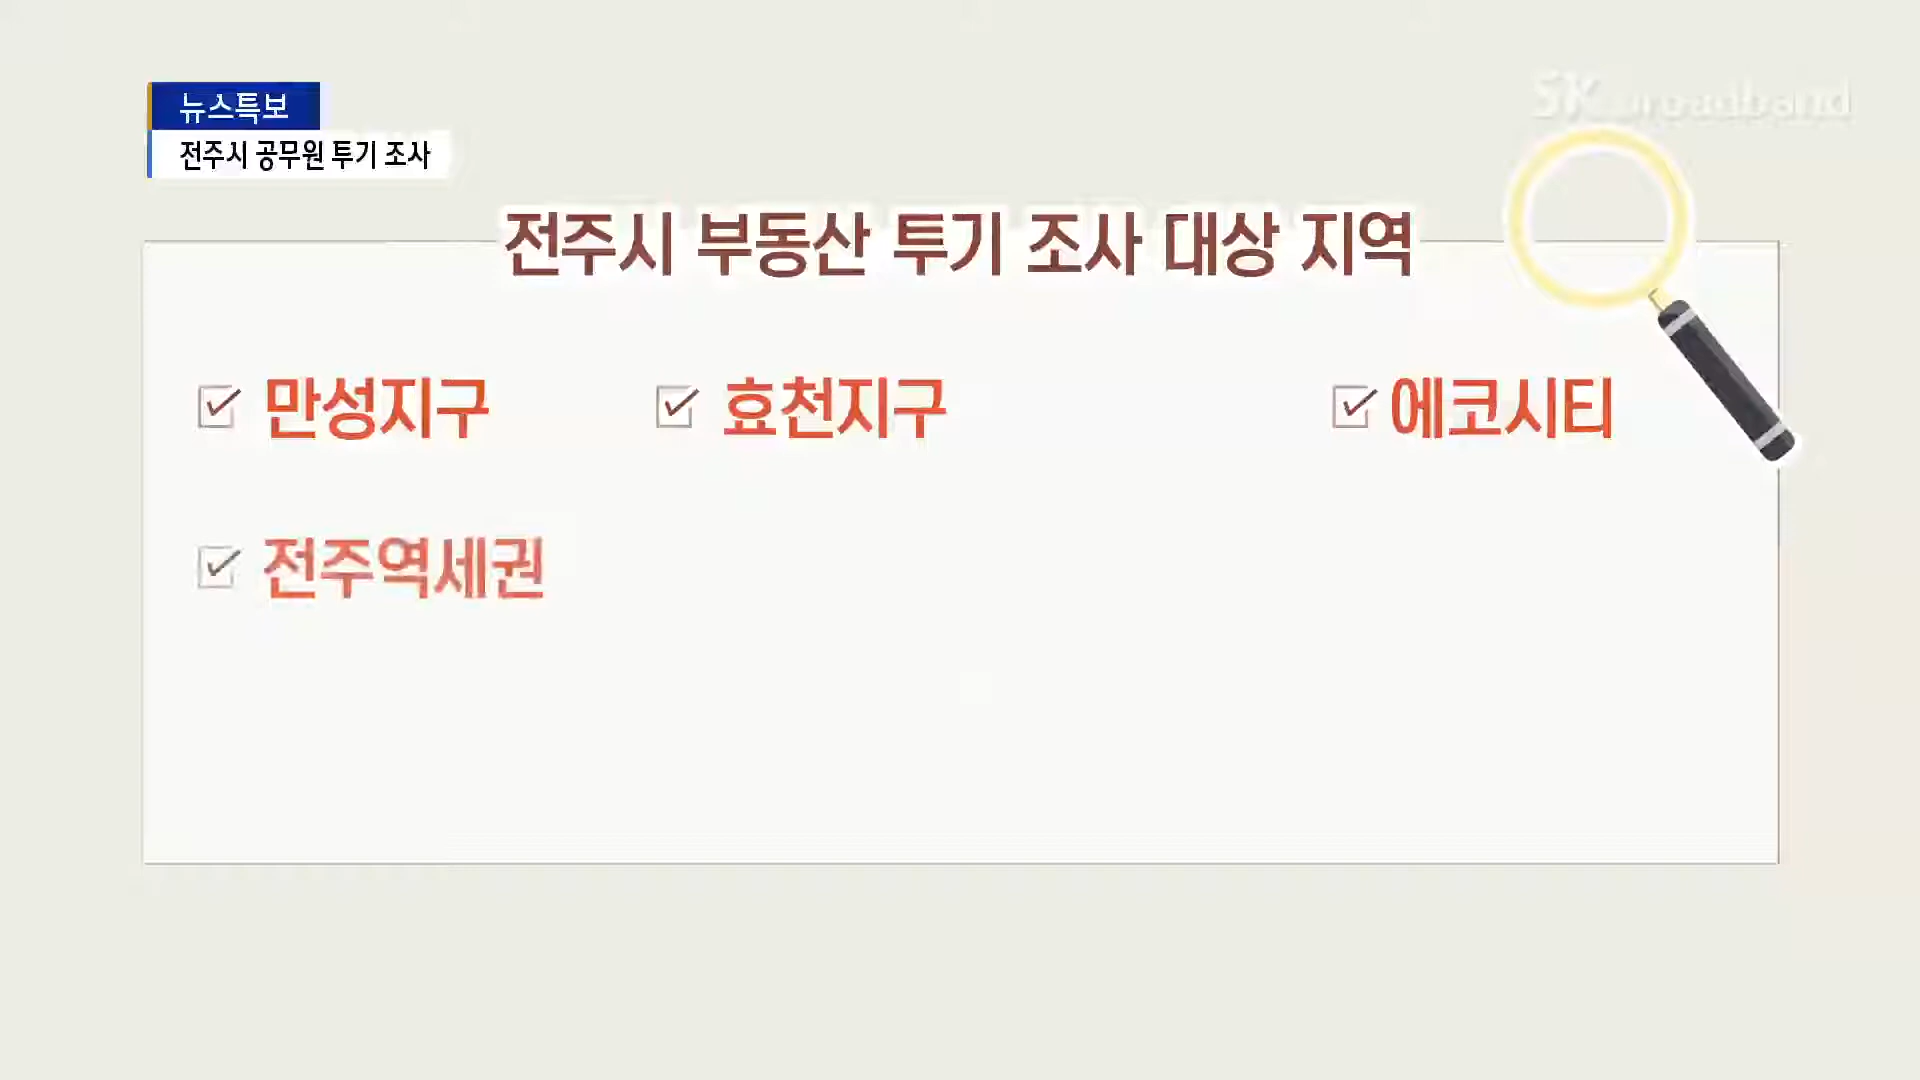 뉴스특보
SK broadband
전주시 공무원 투기 조사
전주시 부동산 투기 조사 대상 지역
만성지구 효천지구 에코시티
전주역세권